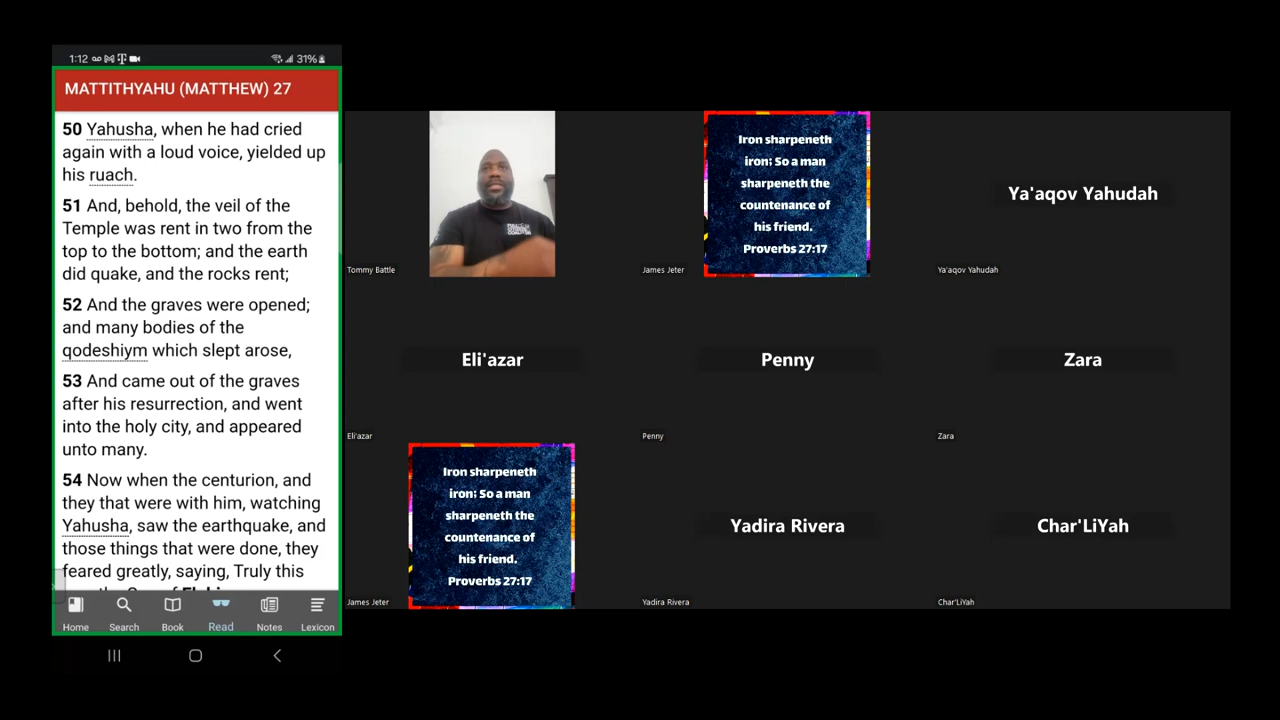 1:12
31%
MATTITHYAHU (MATTHEW) 27
50 Yahusha, when he had cried
again with a loud voice, yielded up
his ruach.
51 And, behold, the veil of the
Temple was rent in two from the
top to the bottom; and the earth
did quake, and the rocks rent;
52 And the graves were opened;
and many bodies of the
qodeshiym which slept arose,
53 And came out of the graves
after his resurrection, and went
into the holy city, and appeared
unto many.
54 Now when the centurion, and
they that were with him, watching
Yahusha, saw the earthquake, and
those things that were done, they
feared greatly, saying, Truly this
Home
Search
Book
Read
Notes
Lexicon
Tommy Battle
Iron sharpeneth
iron; So a man
sharpeneth the
countenance of
his friend.
Proverbs 27:17
James Jeter
Ya'aqov Yahudah
Ya'aqov Yahudah
Eli'azar
Eli'azar
Penny
Penny
Zara
Zara
Iron sharpeneth
iron; So a man
sharpeneth the
countenance of
his friend.
Proverbs 27:17
James Jeter
Yadira Rivera
Yadira Rivera
Char'LiYah
Char'LiYah